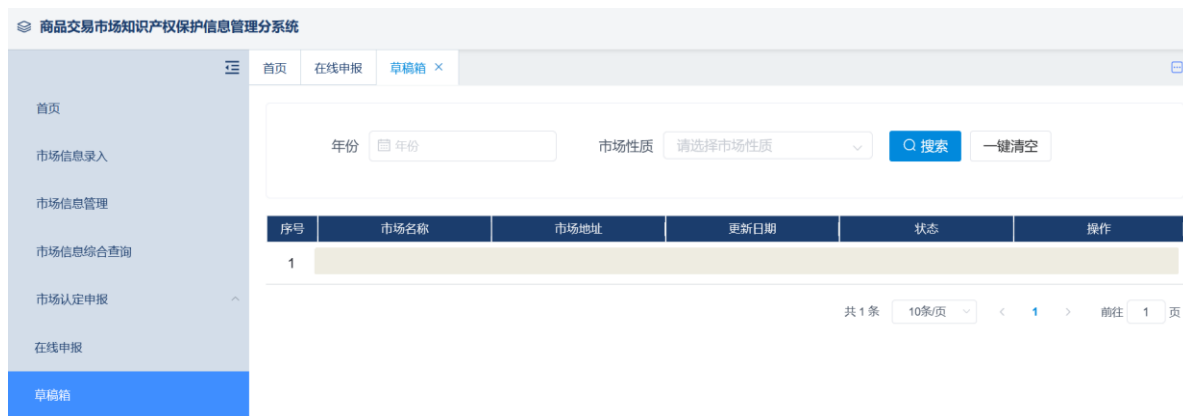 商品交易市场知识产权保护信息管理分系统
首页 在线申报 草稿箱 ×
首页
市场信息录入
市场信息管理
市场信息综合查询
市场认定申报
在线申报
草稿箱
年份 年份 市场性质 请选择市场性质 搜索 一键清空
序号 市场名称 市场地址 更新日期 状态 操作
1
共 1 条 10条/页 < 1 > 前往 1 页